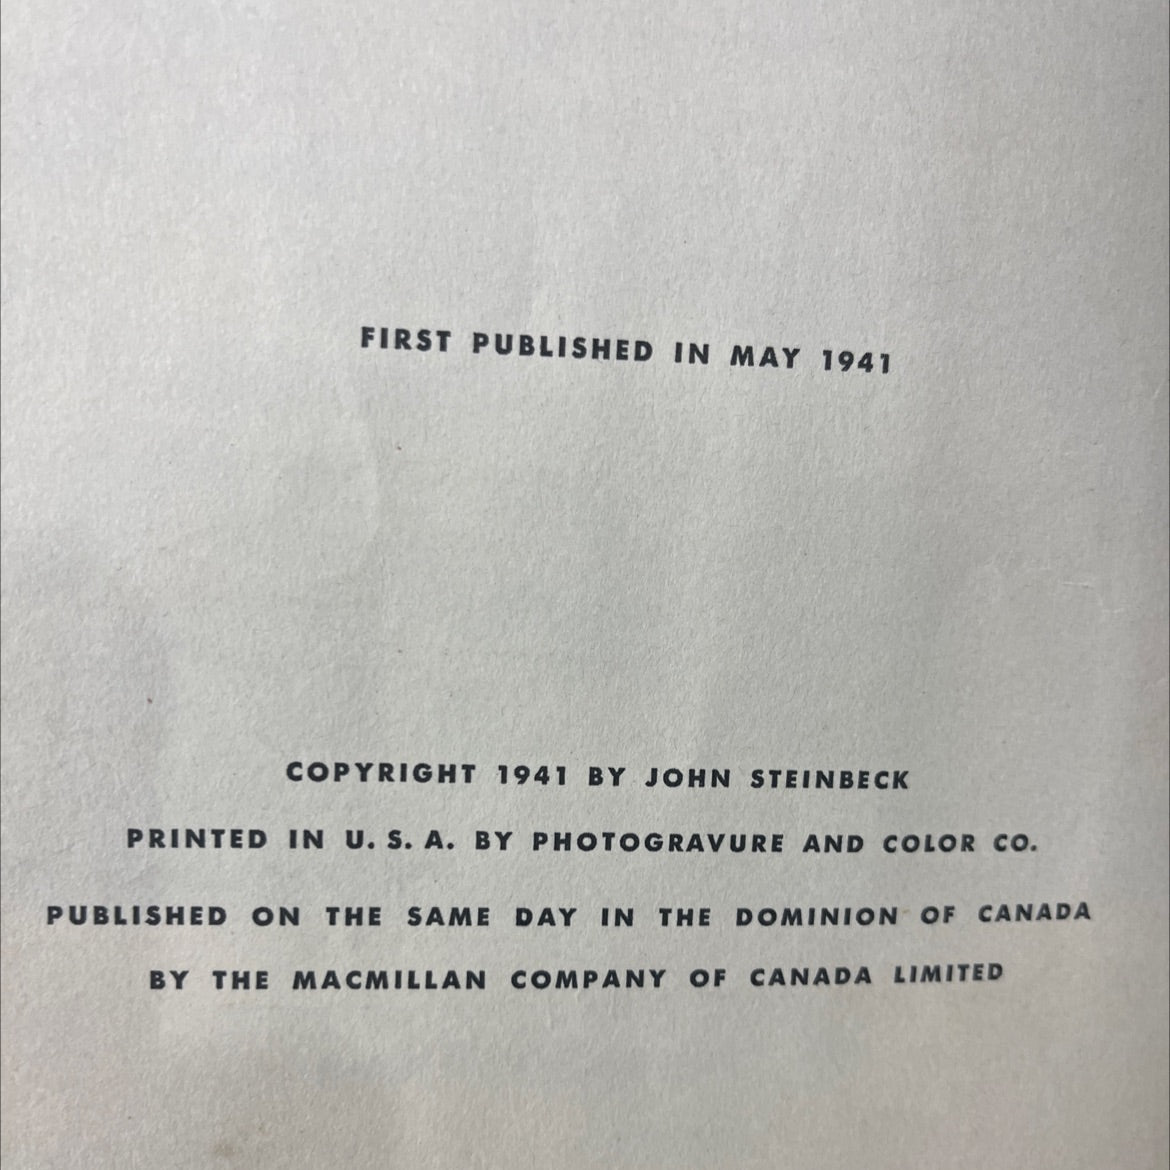 FIRST PUBLISHED IN MAY 1941
COPYRIGHT 1941 BY JOHN STEINBECK
PRINTED IN U. S. A. BY PHOTOGRAVURE AND COLOR CO.
PUBLISHED ON THE SAME DAY IN THE DOMINION OF CANADA
BY THE MACMILLAN COMPANY OF CANADA LIMITED